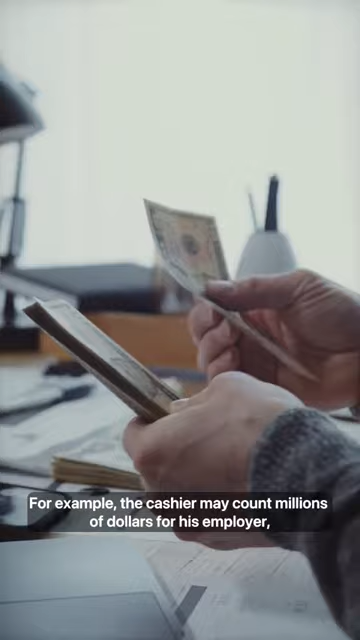 For example, the cashier may count millions
of dollars for his employer,